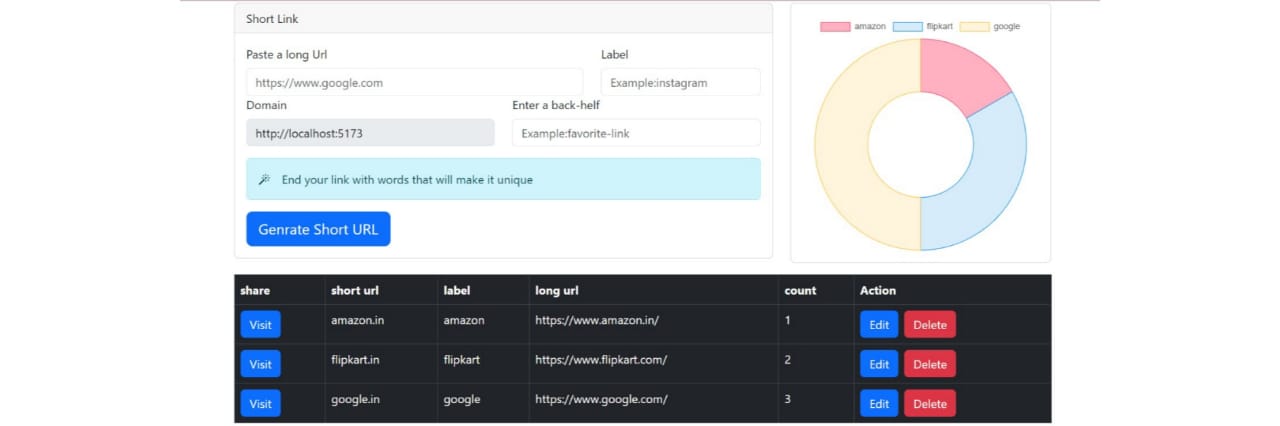 Short Link
Paste a long Url
Label
https://www.google.com
Example:instagram
Domain
Enter a back-helf
http://localhost:5173
Example:favorite-link
End your link with words that will make it unique
Genrate Short URL
amazon flipkart google
share short url label long url count Action
Visit amazon.in amazon https://www.amazon.in/ 1 Edit Delete
Visit flipkart.in flipkart https://www.flipkart.com/ 2 Edit Delete
Visit google.in google https://www.google.com/ 3 Edit Delete